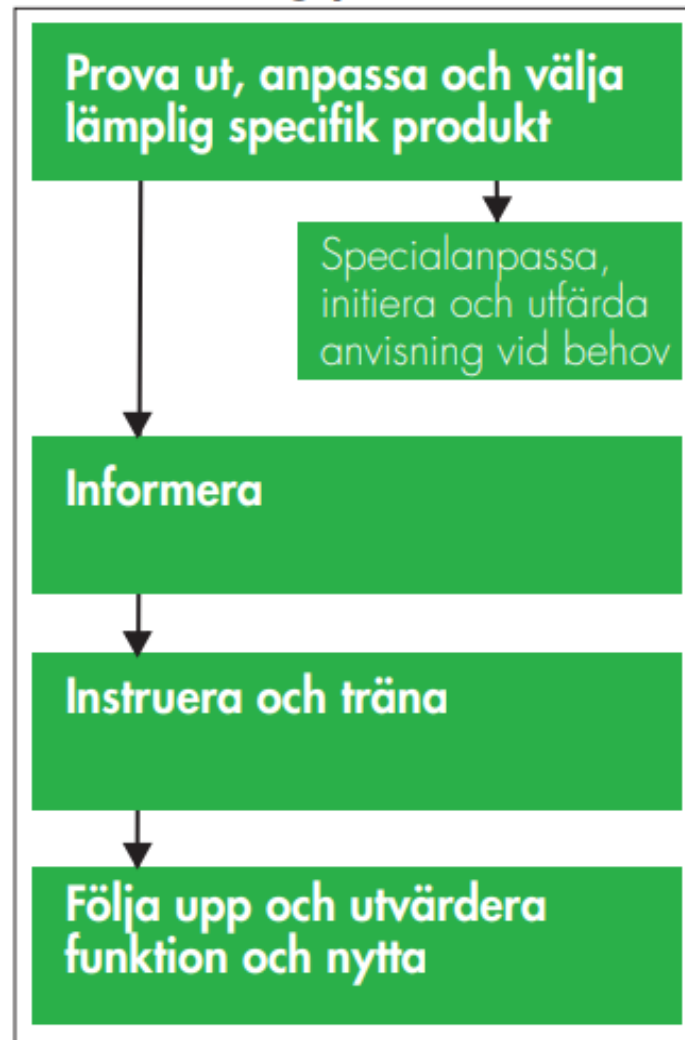 Prova ut, anpassa och välja
lämplig specifik produkt
Specialanpassa,
initiera och utfärda
anvisning vid behov
Informera
Instruera och träna
Följa upp och utvärdera
funktion och nytta